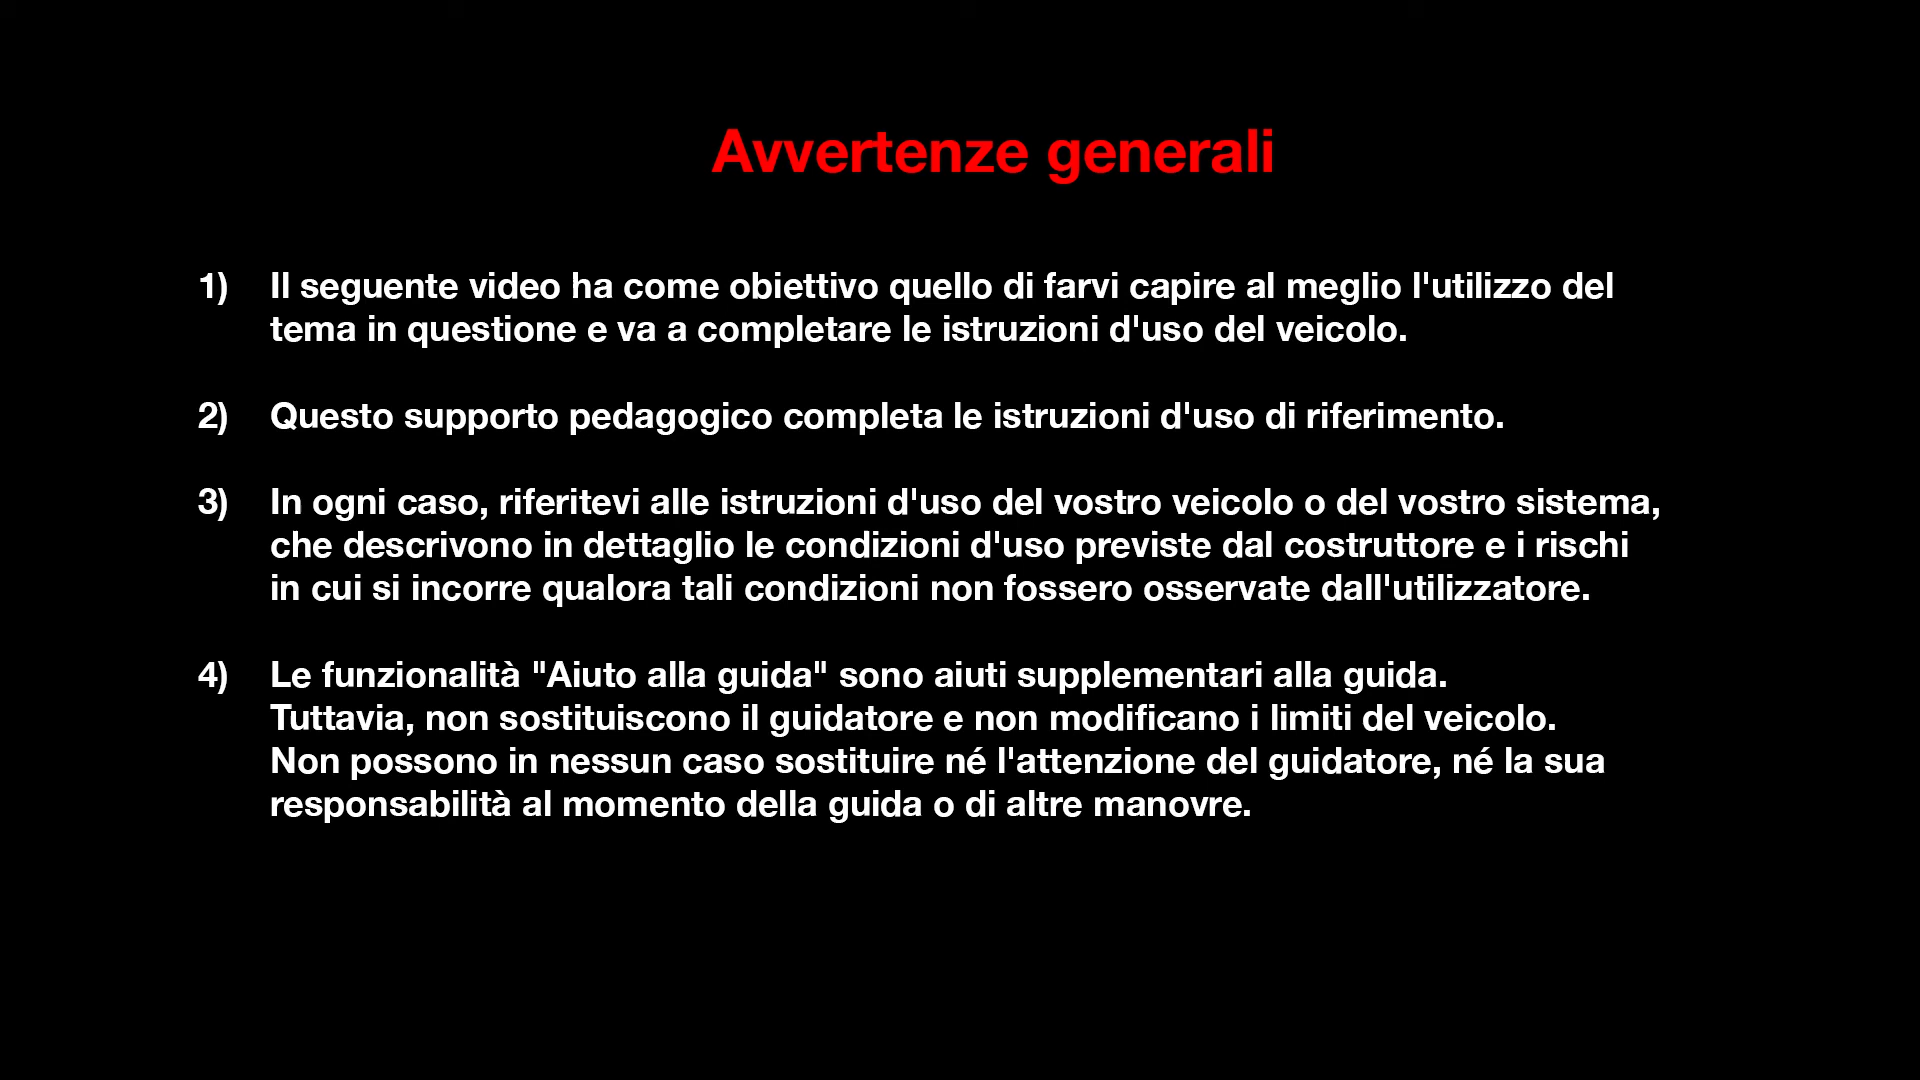 Avvertenze generali
1) Il seguente video ha come obiettivo quello di farvi capire al meglio l'utilizzo del
tema in questione e va a completare le istruzioni d'uso del veicolo.
2) Questo supporto pedagogico completa le istruzioni d'uso di riferimento.
3) In ogni caso, riferitevi alle istruzioni d'uso del vostro veicolo o del vostro sistema,
che descrivono in dettaglio le condizioni d'uso previste dal costruttore e i rischi
in cui si incorre qualora tali condizioni non fossero osservate dall'utilizzatore.
4) Le funzionalità "Aiuto alla guida" sono aiuti supplementari alla guida.
Tuttavia, non sostituiscono il guidatore e non modificano i limiti del veicolo.
Non possono in nessun caso sostituire né l'attenzione del guidatore, né la sua
responsabilità al momento della guida o di altre manovre.